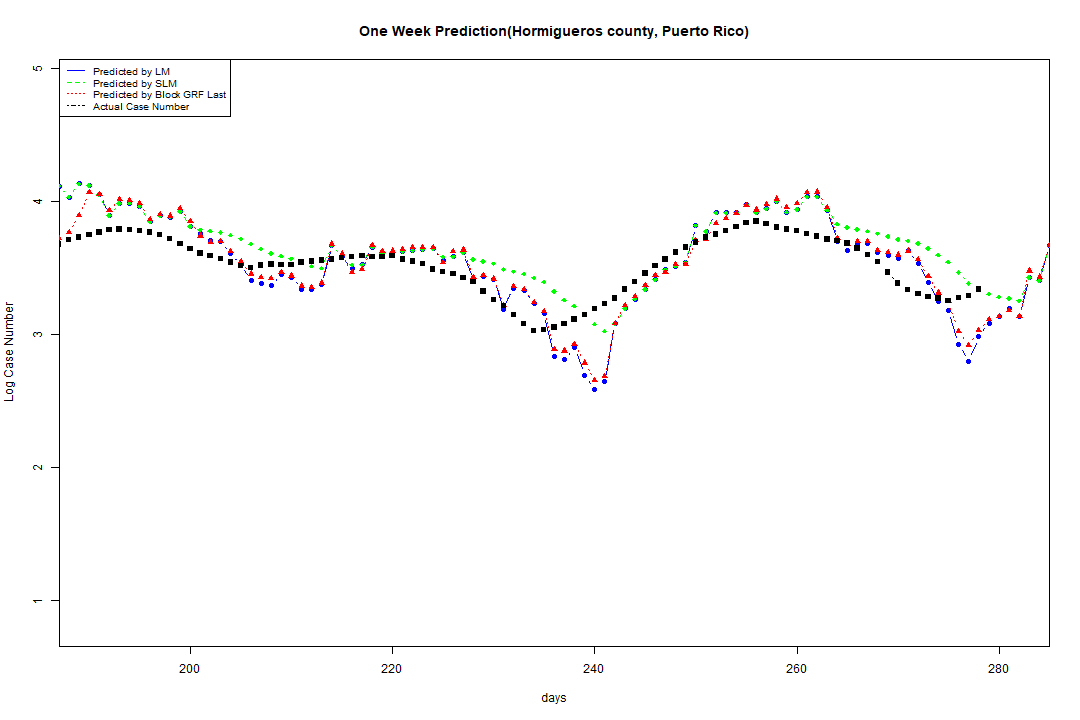 One Week Prediction(Hormigueros county, Puerto Rico)
Predicted by LM
Predicted by SLM
Predicted by Block GRF Last
Actual Case Number
5
4
3
2
1
Log Case Number
200
220
240
260
280
days